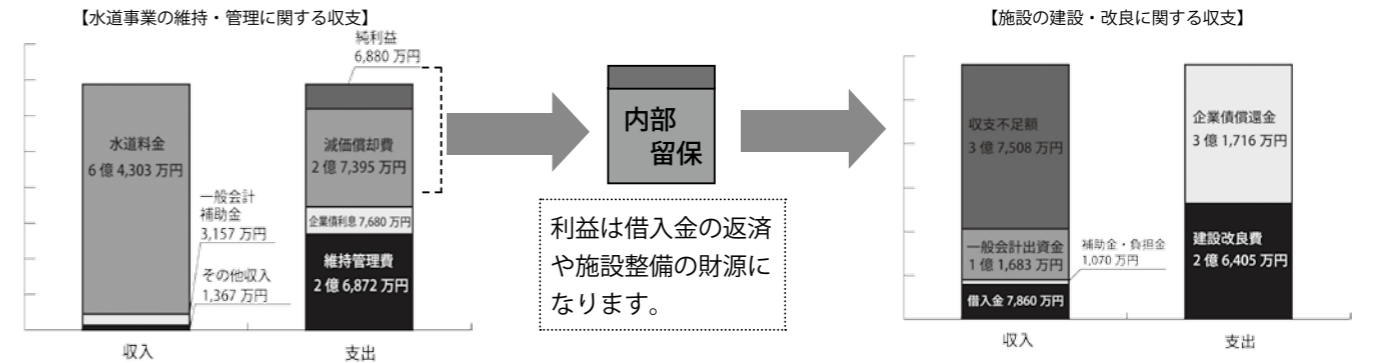 【水道事業の維持・管理に関する収支】
純利益
6,880 万円
水道料金
6 億 4,303 万円
一般会計
補助金
3,157 万円
その他収入
1,367 万円
減価償却費
2 億 7,395 万円
企業債利息 7,680 万円
維持管理費
2 億 6,872 万円
収入
支出
内部
留保
利益は借入金の返済
や施設整備の財源に
なります。
【施設の建設・改良に関する収支】
収支不足額
3 億 7,508 万円
一般会計出資金
1 億 1,683 万円
補助金・負担金
1,070 万円
借入金 7,860 万円
企業債償還金
3 億 1,716 万円
建設改良費
2 億 6,405 万円
収入
支出